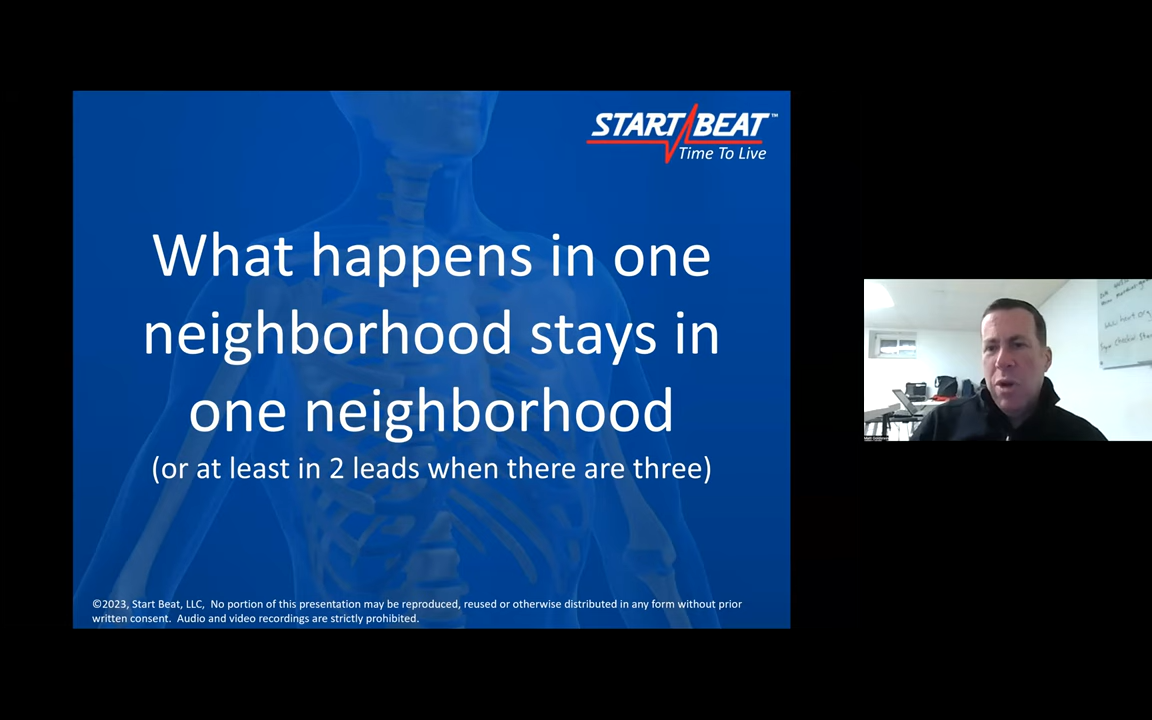 START BEAT™
Time To Live
What happens in one
neighborhood stays in
one neighborhood
(or at least in 2 leads when there are three)
©2023, Start Beat, LLC, No portion of this presentation may be reproduced, reused or otherwise distributed in any form without prior
written consent. Audio and video recordings are strictly prohibited.